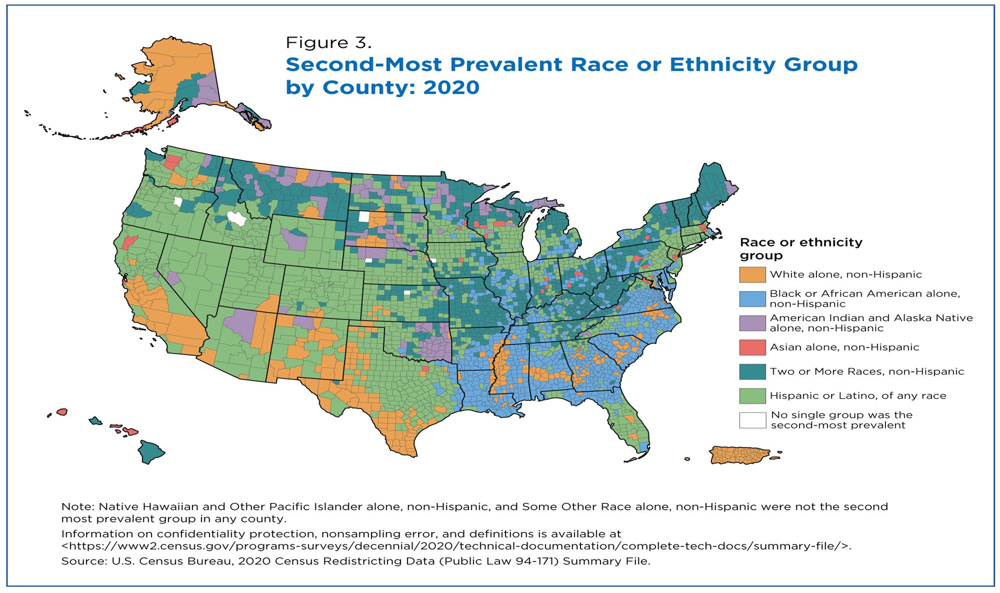 Figure 3.
Second-Most Prevalent Race or Ethnicity Group
by County: 2020
Race or ethnicity
group
White alone, non-Hispanic
Black or African American alone,
non-Hispanic
American Indian and Alaska Native
alone, non-Hispanic
Asian alone, non-Hispanic
Two or More Races, non-Hispanic
Hispanic or Latino, of any race
No single group was the
second-most prevalent
Note: Native Hawaiian and Other Pacific Islander alone, non-Hispanic, and Some Other Race alone, non-Hispanic were not the second
most prevalent group in any county.
Information on confidentiality protection, nonsampling error, and definitions is available at
<https://www2.census.gov/programs-surveys/decennial/2020/technical-documentation/complete-tech-docs/summary-file/>.
Source: U.S. Census Bureau, 2020 Census Redistricting Data (Public Law 94-171) Summary File.